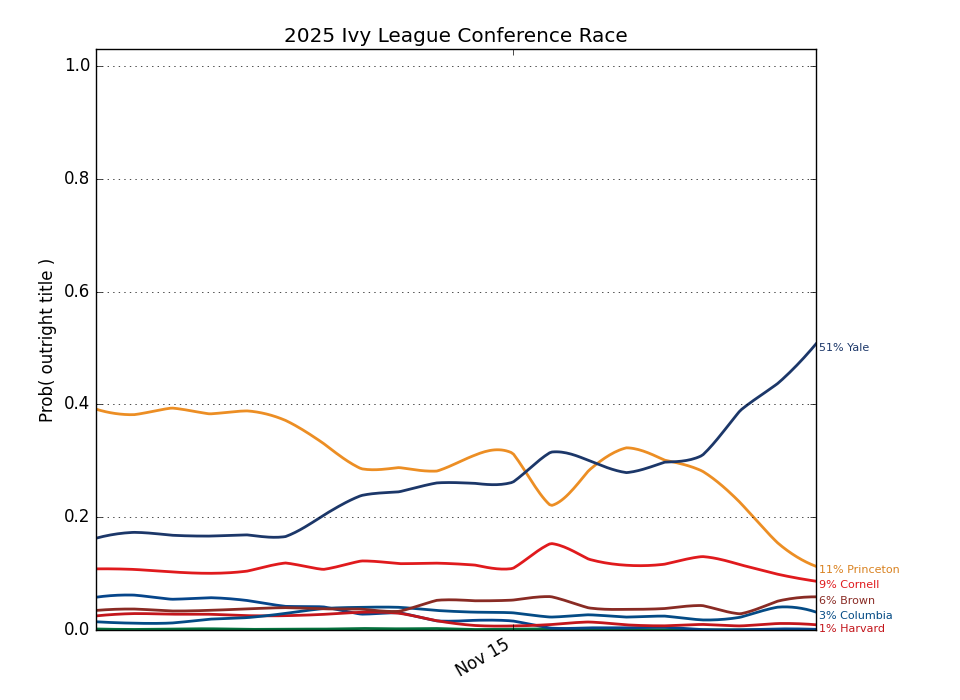 2025 Ivy League Conference Race
Prob( outright title )
1.0
0.8
0.6
0.4
0.2
0.0
Nov 15
51% Yale
11% Princeton
9% Cornell
6% Brown
3% Columbia
1% Harvard